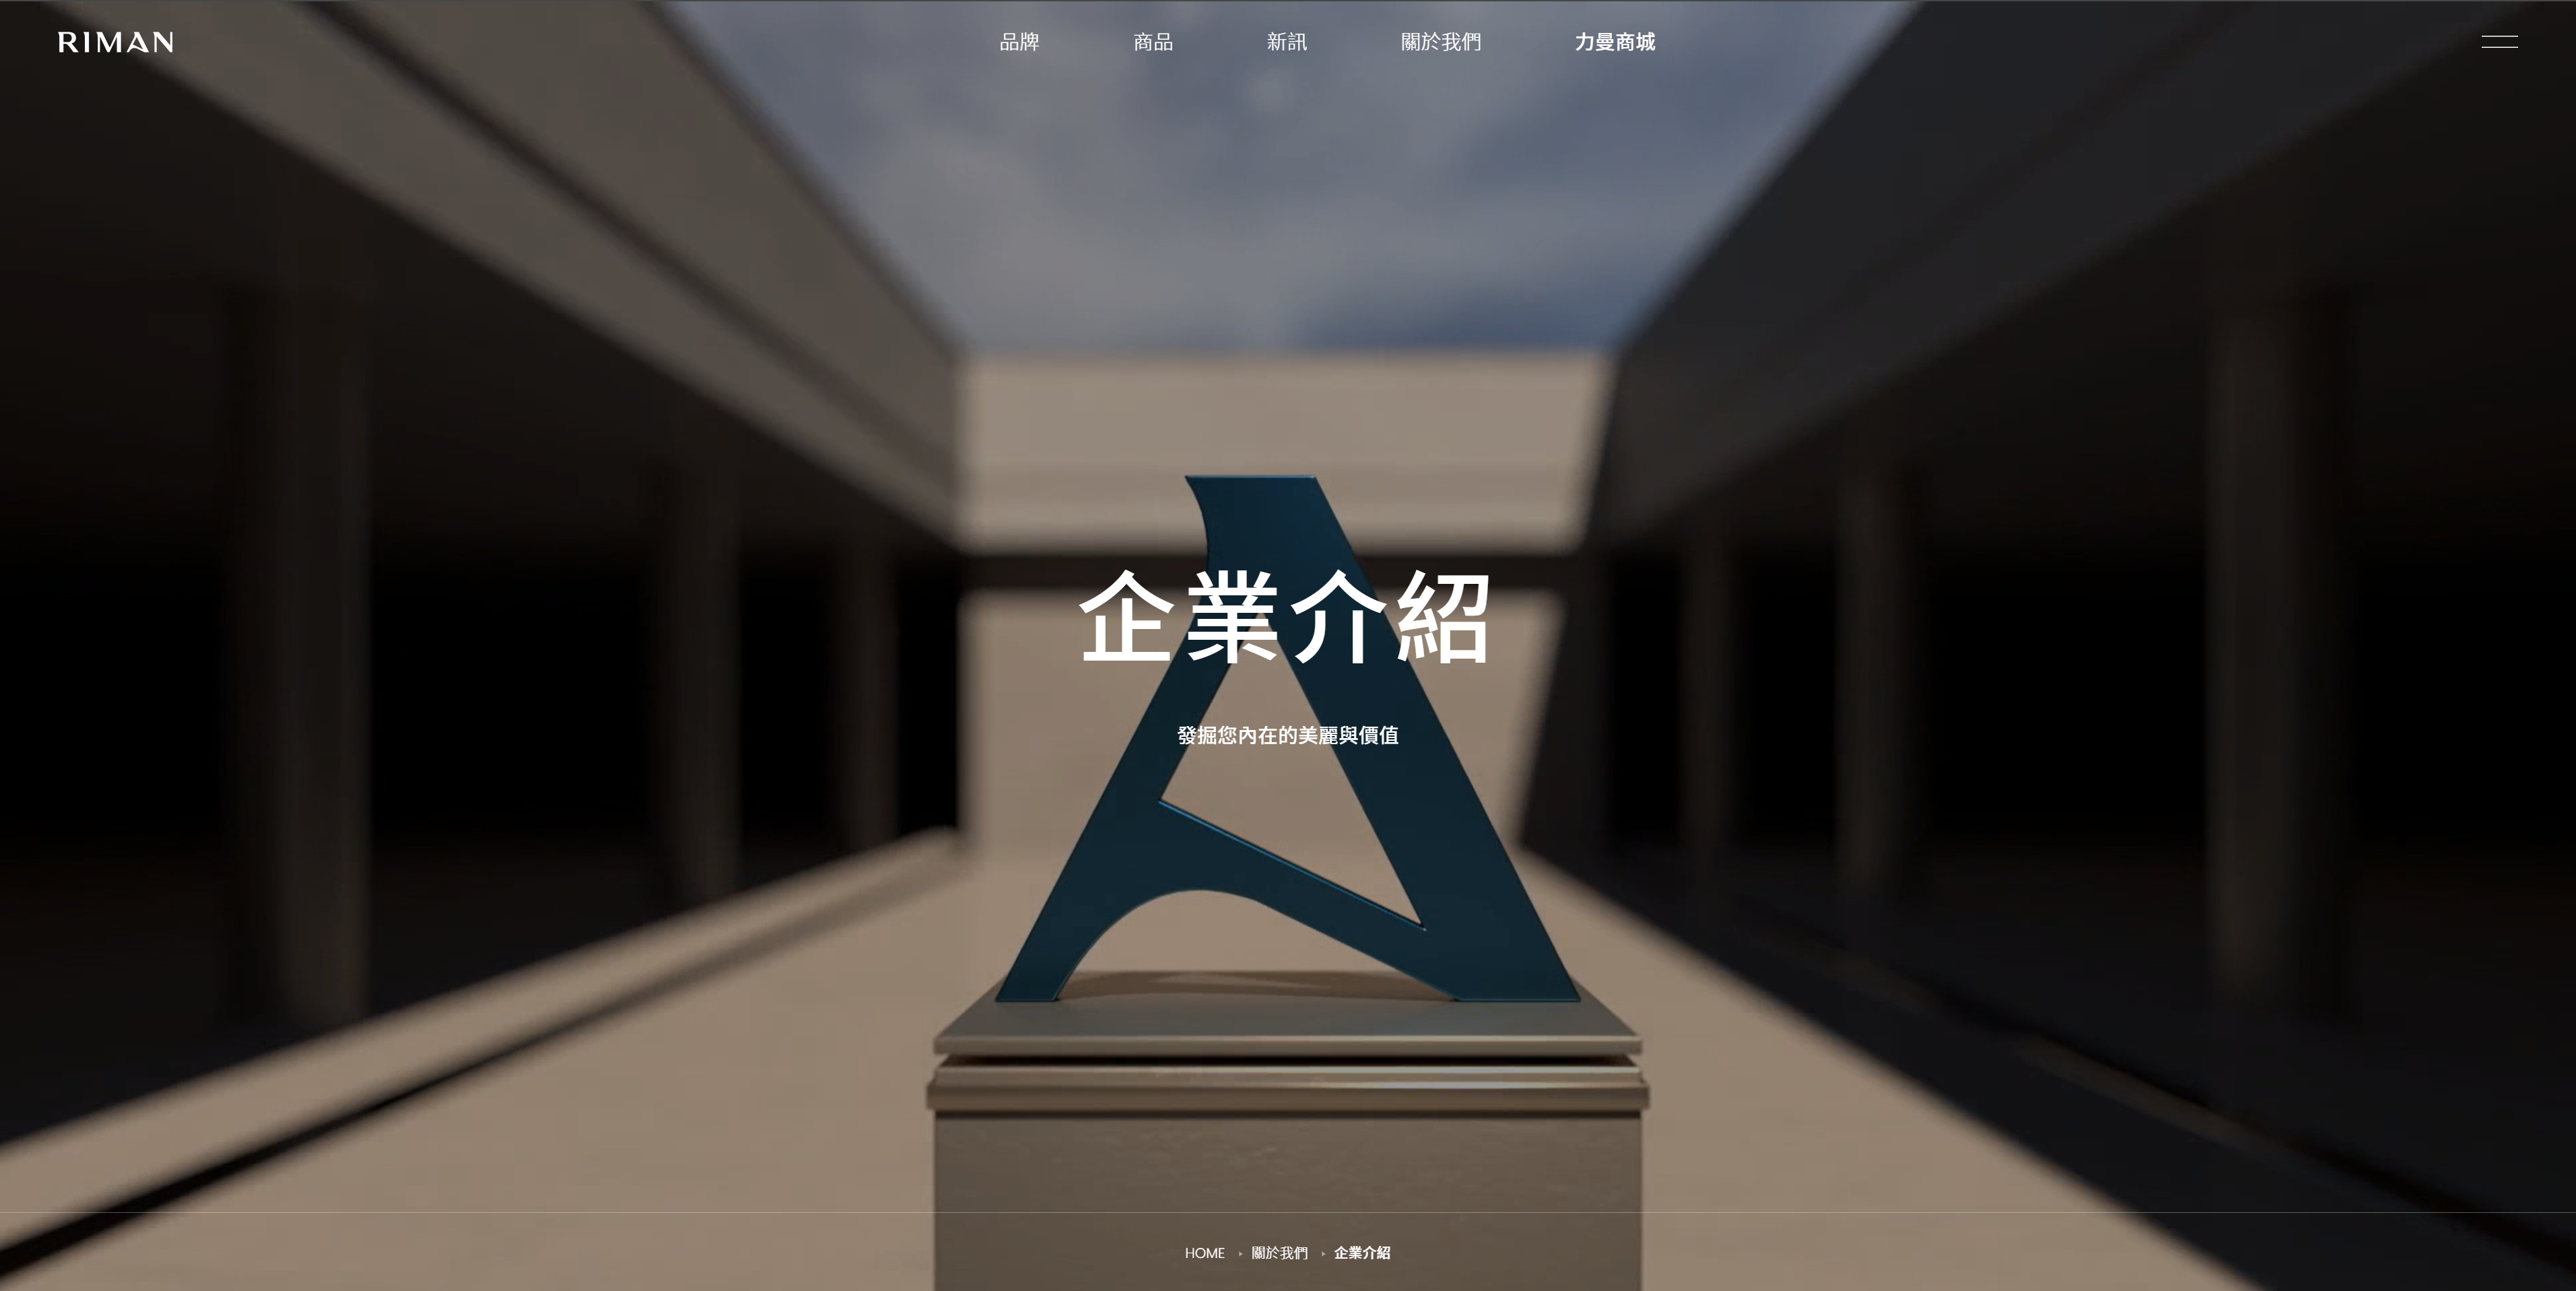 RIMAN
品牌 商品 新訊 關於我們 力曼商城
企業介紹
發掘您內在的美麗與價值
HOME ▸ 關於我們 ▸ 企業介紹